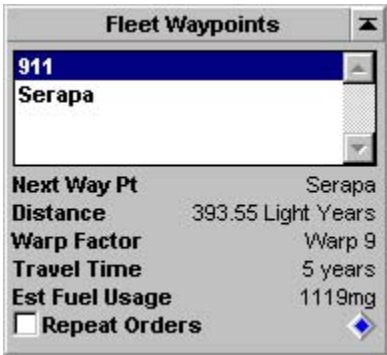 Fleet Waypoints
911
Serapa
Next Way Pt Serapa
Distance 393.55 Light Years
Warp Factor Warp 9
Travel Time 5 years
Est Fuel Usage 1119mg
Repeat Orders